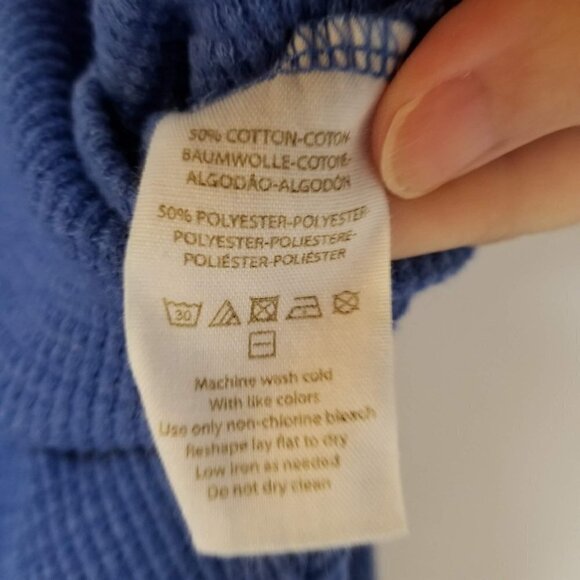 50% COTTON-COTON
BAUMWOLLE-COTONE-
ALGODÃO-ALGODÓN
50% POLYESTER-POLYESTER
POLYESTER-POLIESTERE-
POLIÉSTER-POLIÉSTER
30
Machine wash cold
With like colors
Use only non-chlorine bleach
Reshape lay flat to dry
Low iron as needed
Do not dry clean